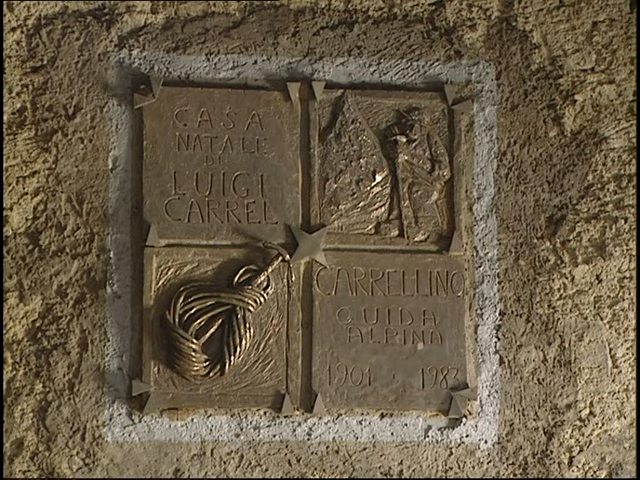 CASA
NATALE
DI
LUIGI
CARREL
CARRELLINO
GUIDA
ALPINA
1901 1983